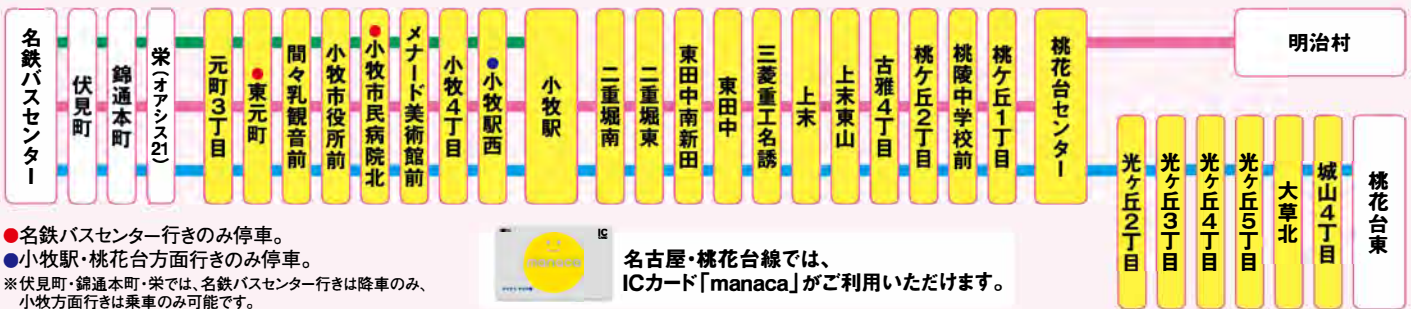 名鉄バスセンター
伏見町
錦通本町
栄(オアシス21)
元町3丁目
●東元町
間々乳観音前
小牧市役所前
●小牧市民病院北
メナード美術館前
小牧4丁目
●小牧駅西
小牧駅
二重堀南
二重堀東
東田中南新田
東田中
三菱重工名誘
上末
上末東山
古雅4丁目
桃ケ丘2丁目
桃陵中学校前
桃ケ丘1丁目
桃花台センター
明治村
光ヶ丘2丁目
光ヶ丘3丁目
光ヶ丘4丁目
光ヶ丘5丁目
大草北
城山4丁目
桃花台東
●名鉄バスセンター行きのみ停車。
●小牧駅・桃花台方面行きのみ停車。
※伏見町・錦通本町・栄では、名鉄バスセンター行きは降車のみ、
小牧方面行きは乗車のみ可能です。
IC
名古屋・桃花台線では、
ICカード「manaca」がご利用いただけます。